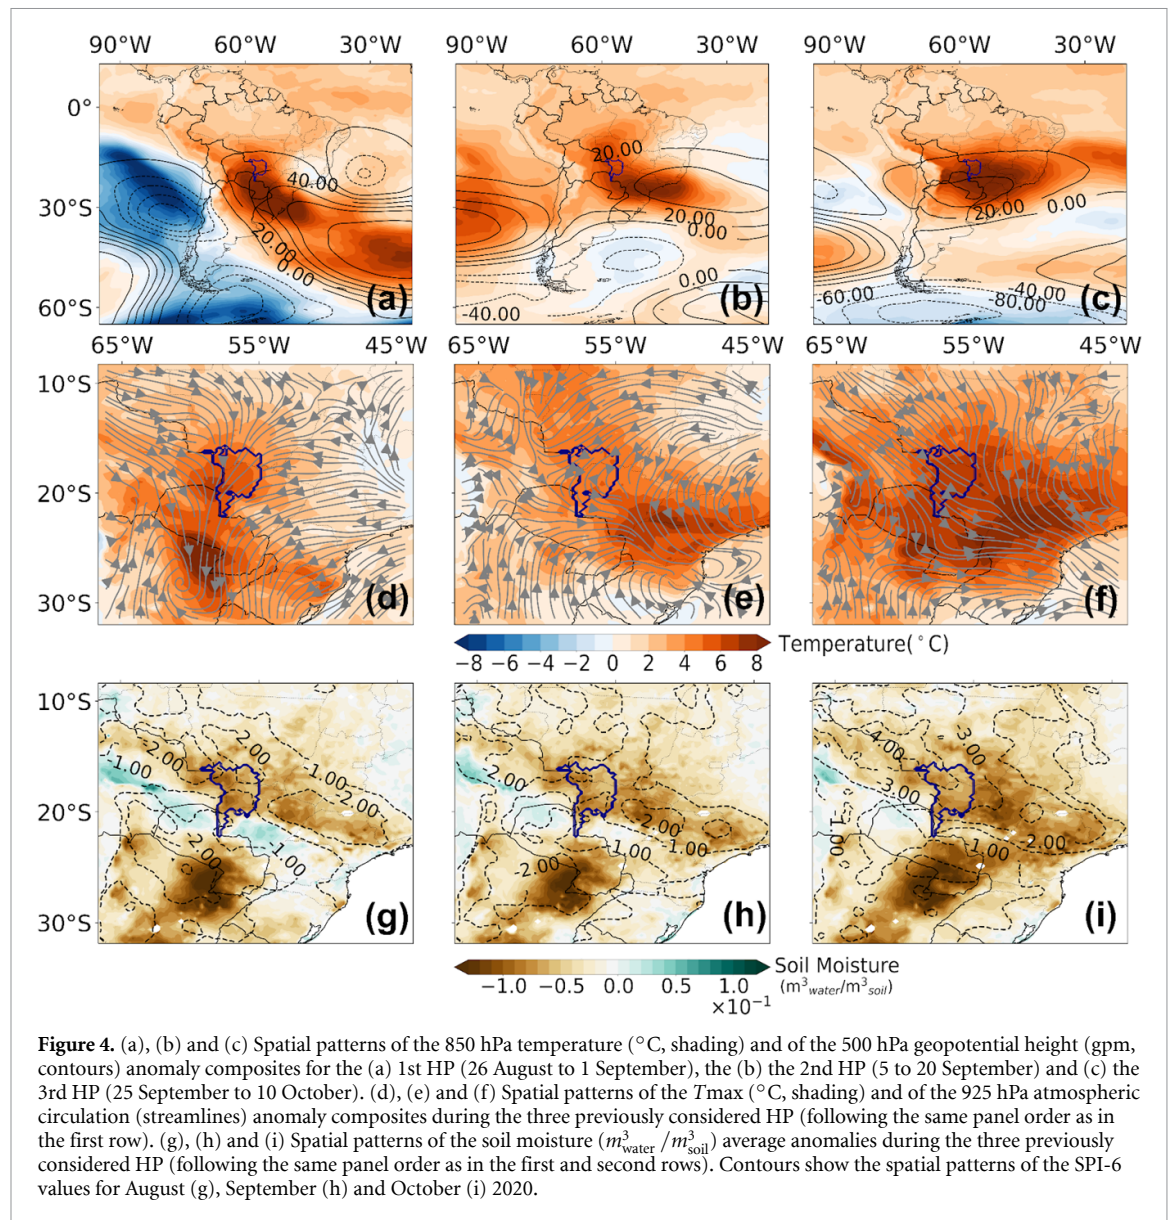 90°W 60°W 30°W 90°W 60°W 30°W 90°W 60°W 30°W
0°
30°S
60°S
40.00
20.00
0.00
(a)
20.00
20.00
0.00
0.00
-40.00
(b)
20.00
0.00
-40.00
-60.00
-80.00
(c)
65°W 55°W 45°W 65°W 55°W 45°W 65°W 55°W 45°W
10°S
20°S
30°S
(d) (e) (f)
−8 −6 −4 −2 0 2 4 6 8 Temperature(°C)
10°S
20°S
30°S
-2.00
2.00
-1.00
-1.00
-2.00
2.00
-1.00
(g)
2.00
2.00
1.00
1.00
-2.00
(h)
4.00
3.00
3.00
1.00
1.00
2.00
(i)
−1.0 −0.5 0.0 0.5 1.0 Soil Moisture
×10⁻¹ (m³water/m³soil)
Figure 4. (a), (b) and (c) Spatial patterns of the 850 hPa temperature (°C, shading) and of the 500 hPa geopotential height (gpm,
contours) anomaly composites for the (a) 1st HP (26 August to 1 September), the (b) the 2nd HP (5 to 20 September) and (c) the
3rd HP (25 September to 10 October). (d), (e) and (f) Spatial patterns of the Tmax (°C, shading) and of the 925 hPa atmospheric
circulation (streamlines) anomaly composites during the three previously considered HP (following the same panel order as in
the first row). (g), (h) and (i) Spatial patterns of the soil moisture (m³water/m³soil) average anomalies during the three previously
considered HP (following the same panel order as in the first and second rows). Contours show the spatial patterns of the SPI-6
values for August (g), September (h) and October (i) 2020.